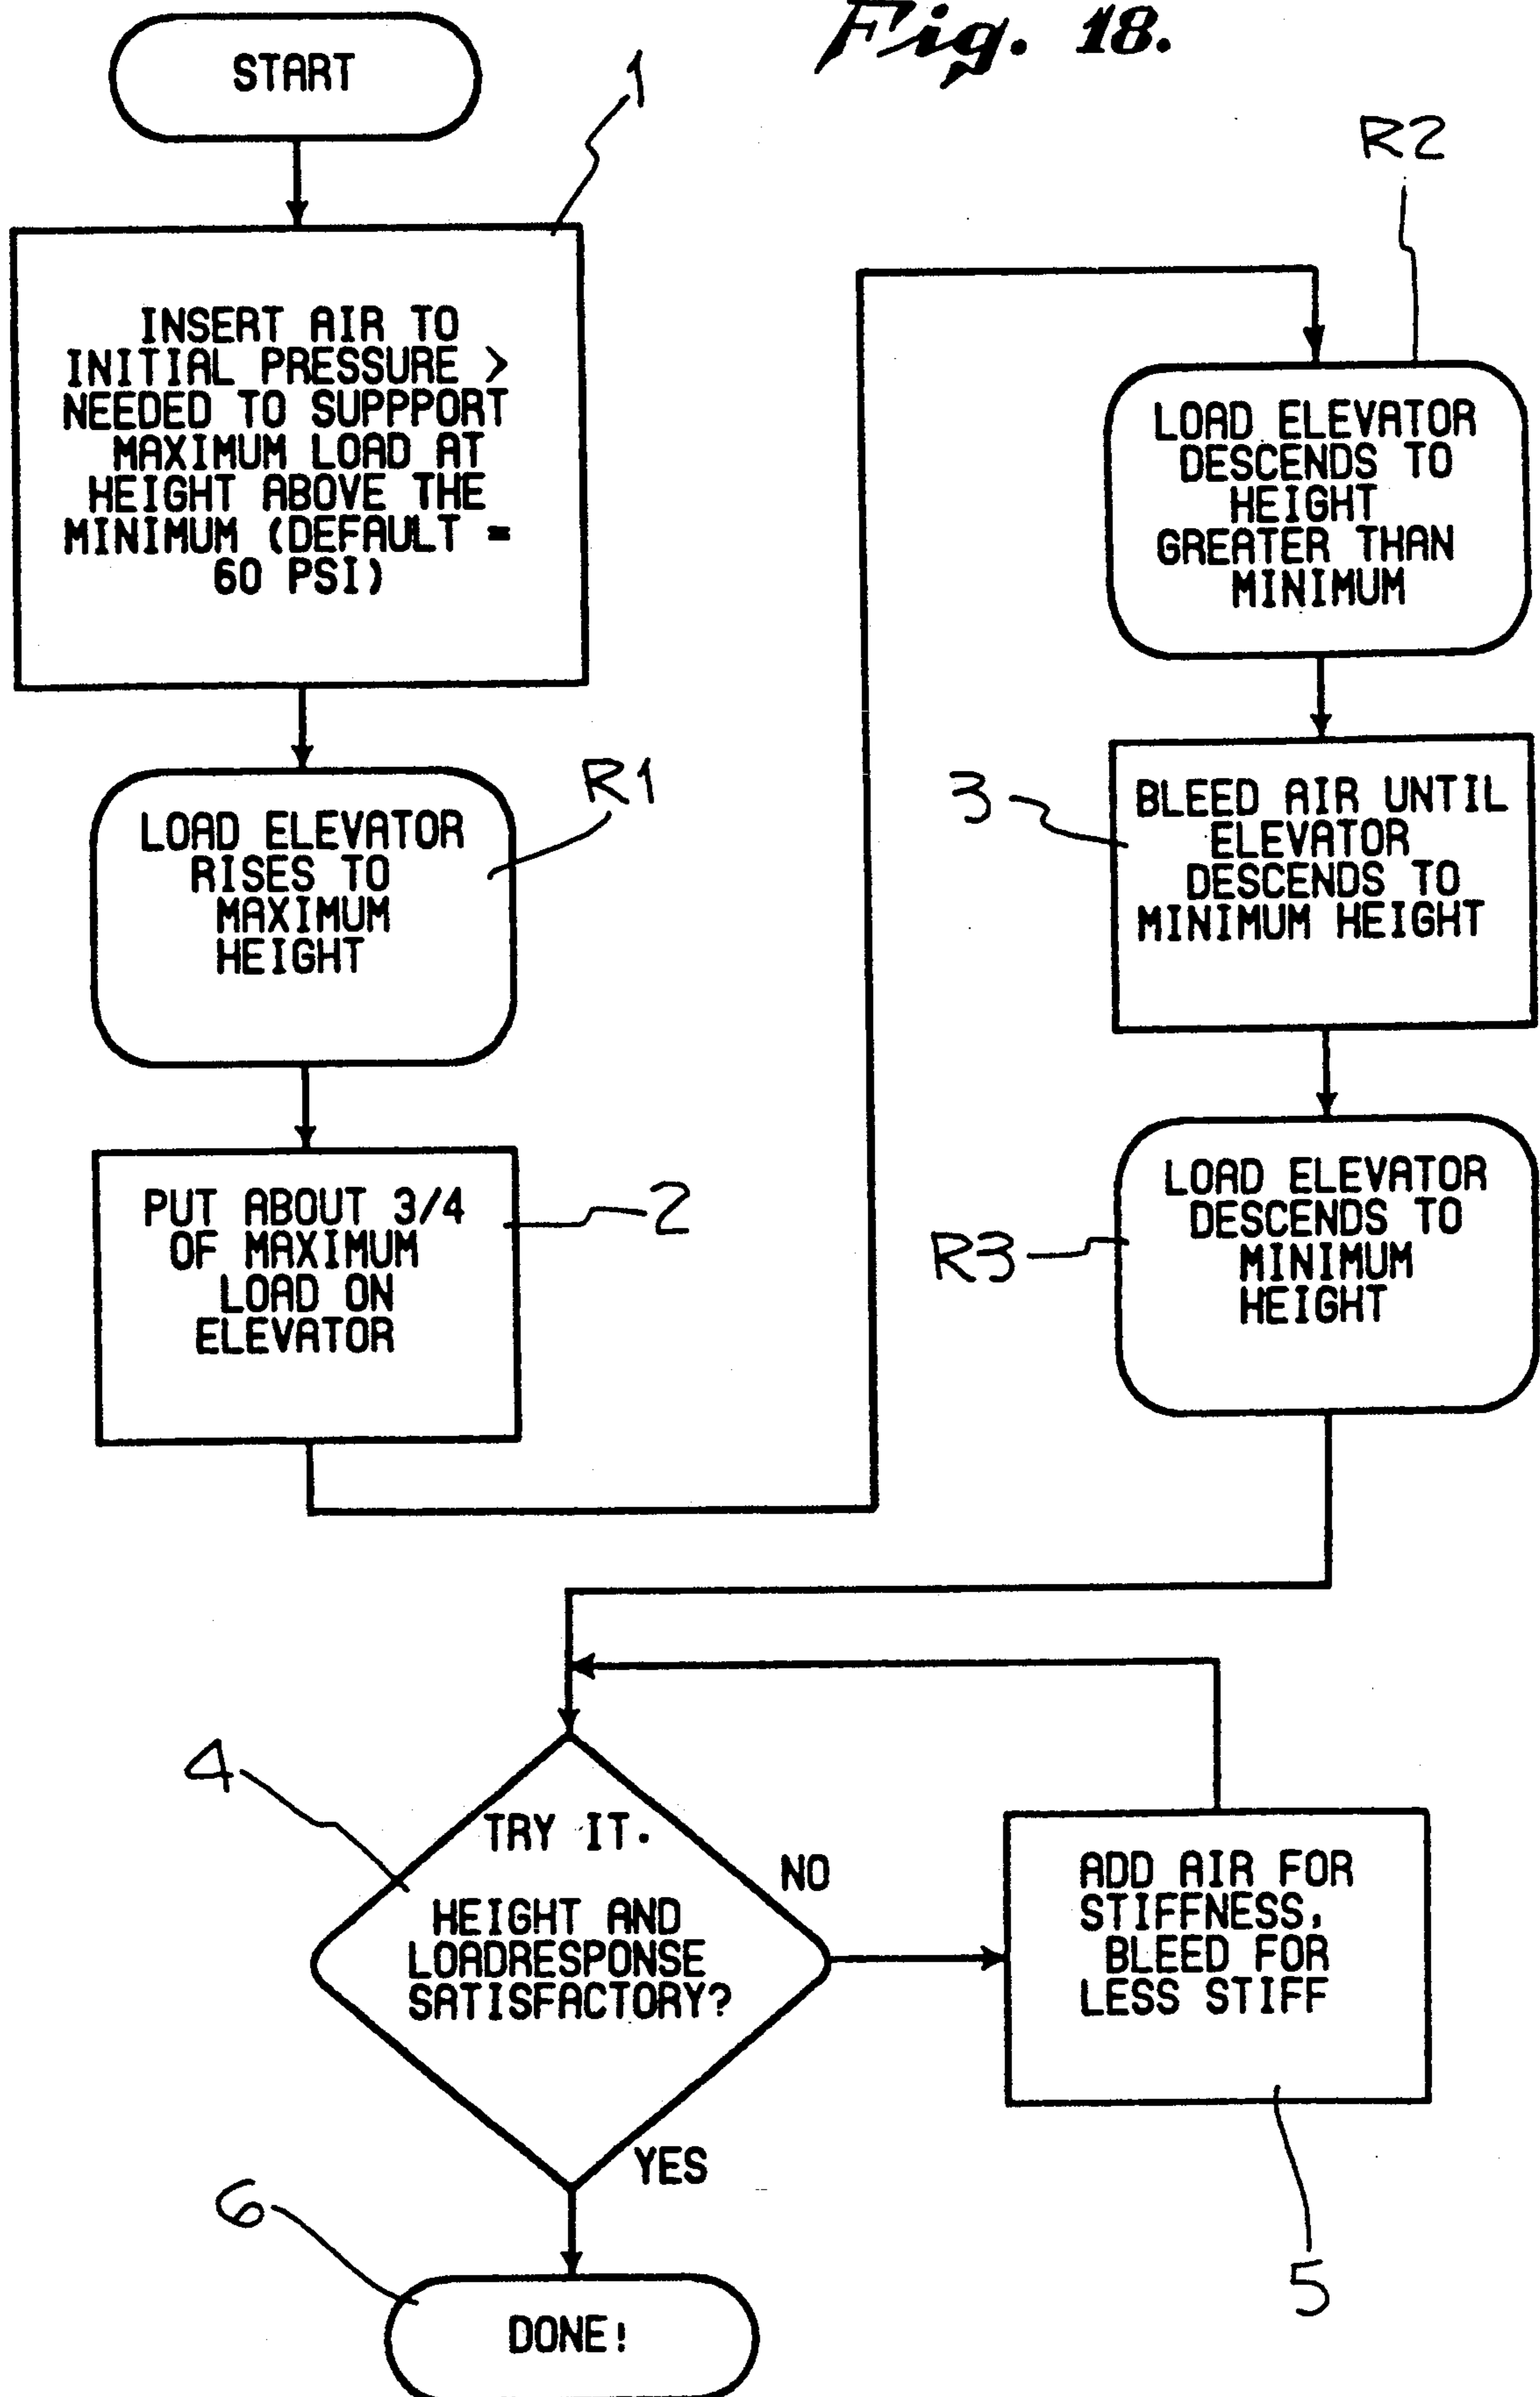 Fig. 18.
START
1
INSERT AIR TO
INITIAL PRESSURE >
NEEDED TO SUPPPORT
MAXIMUM LOAD AT
HEIGHT ABOVE THE
MINIMUM (DEFAULT =
60 PSI)
R1
LOAD ELEVATOR
RISES TO
MAXIMUM
HEIGHT
2
PUT ABOUT 3/4
OF MAXIMUM
LOAD ON
ELEVATOR
R2
LOAD ELEVATOR
DESCENDS TO
HEIGHT
GREATER THAN
MINIMUM
3
BLEED AIR UNTIL
ELEVATOR
DESCENDS TO
MINIMUM HEIGHT
R3
LOAD ELEVATOR
DESCENDS TO
MINIMUM
HEIGHT
4
TRY IT.
HEIGHT AND
LOADRESPONSE
SATISFACTORY?
NO
ADD AIR FOR
STIFFNESS,
BLEED FOR
LESS STIFF
5
YES
6
DONE!